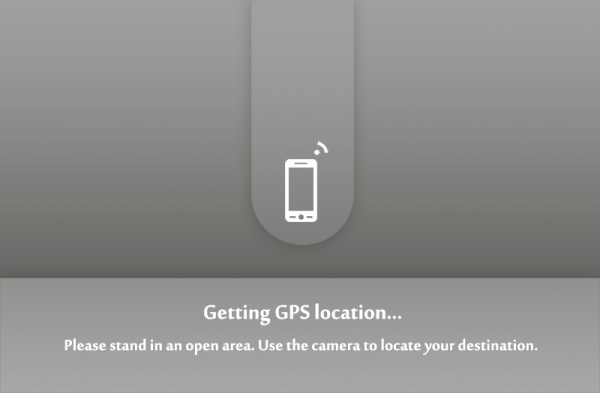 Getting GPS location...
Please stand in an open area. Use the camera to locate your destination.